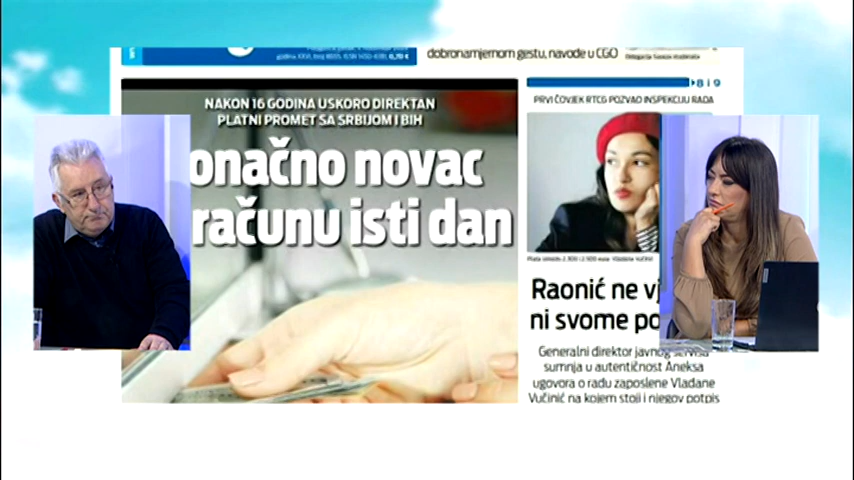 dobronamjernom gestu, navode u CGO
8 i 9
NAKON 16 GODINA USKORO DIREKTAN
PLATNI PROMET SA SRBIJOM I BIH
onačno novac
računu isti dan
PRVI ČOVJEK RTCG POZVAO INSPEKCIJU RADA
Raonić ne vj
ni svome po
Generalni direktor javnog servisa
sumnja u autentičnost Aneksa
ugovora o radu zaposlene Vladane
Vučinić na kojem stoji i njegov potpis